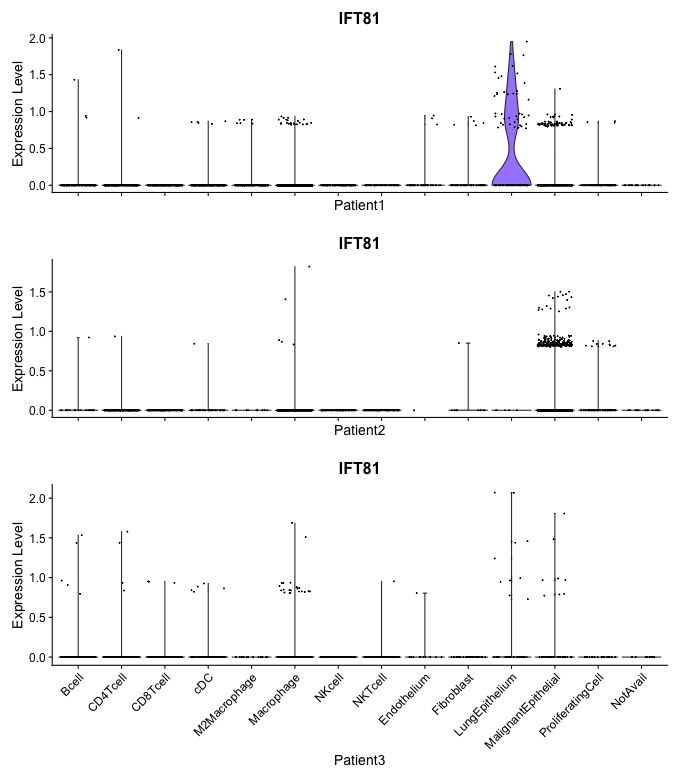 IFT81
2.0
1.5
1.0
0.5
0.0
Expression Level
Patient1
IFT81
1.5
1.0
0.5
0.0
Expression Level
Patient2
IFT81
2.0
1.5
1.0
0.5
0.0
Expression Level
Bcell
CD4Tcell
CD8Tcell
cDC
M2Macrophage
Macrophage
NKcell
NKTcell
Endothelium
Fibroblast
LungEpithelium
MalignantEpithelial
ProliferatingCell
NotAvail
Patient3